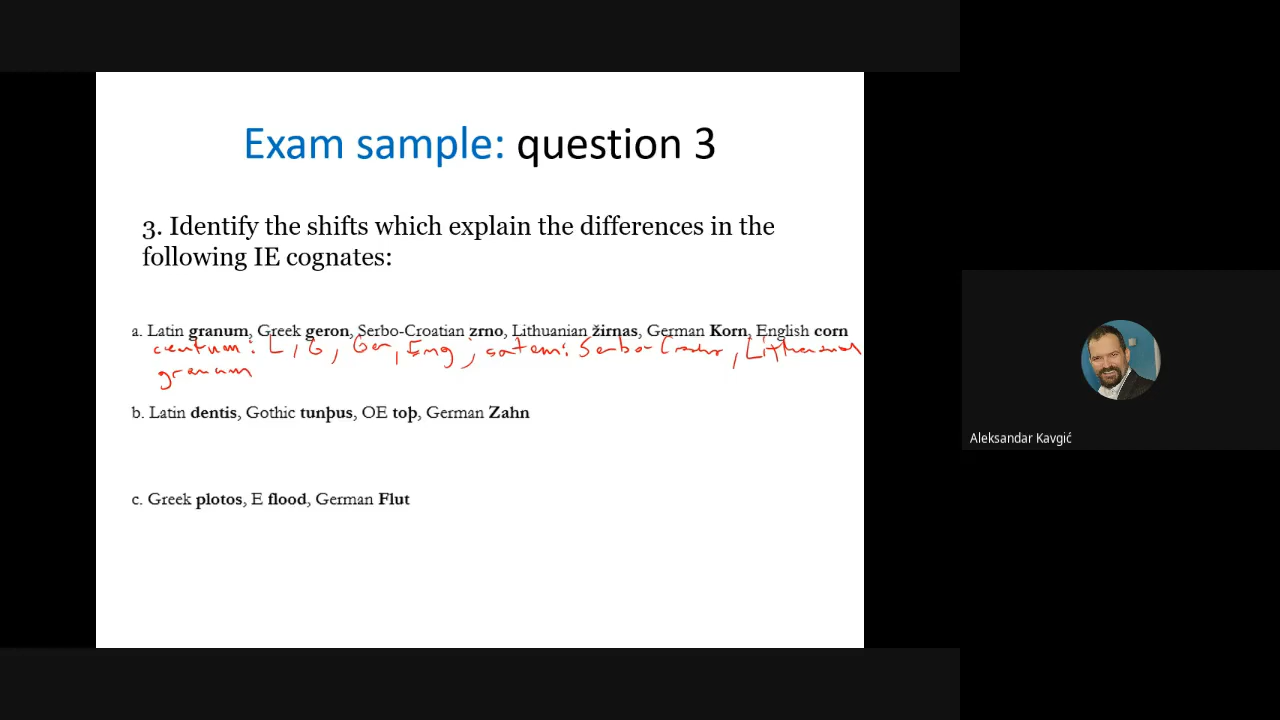 Exam sample: question 3
3. Identify the shifts which explain the differences in the
following IE cognates:
a. Latin granum, Greek geron, Serbo-Croatian zrno, Lithuanian žirnas, German Korn, English corn
centum: L, G, Ger, Eng; satem: Serbo-, Lithuanian
granum
b. Latin dentis, Gothic tunþus, OE toþ, German Zahn
c. Greek plotos, E flood, German Flut
Aleksandar Kavgić